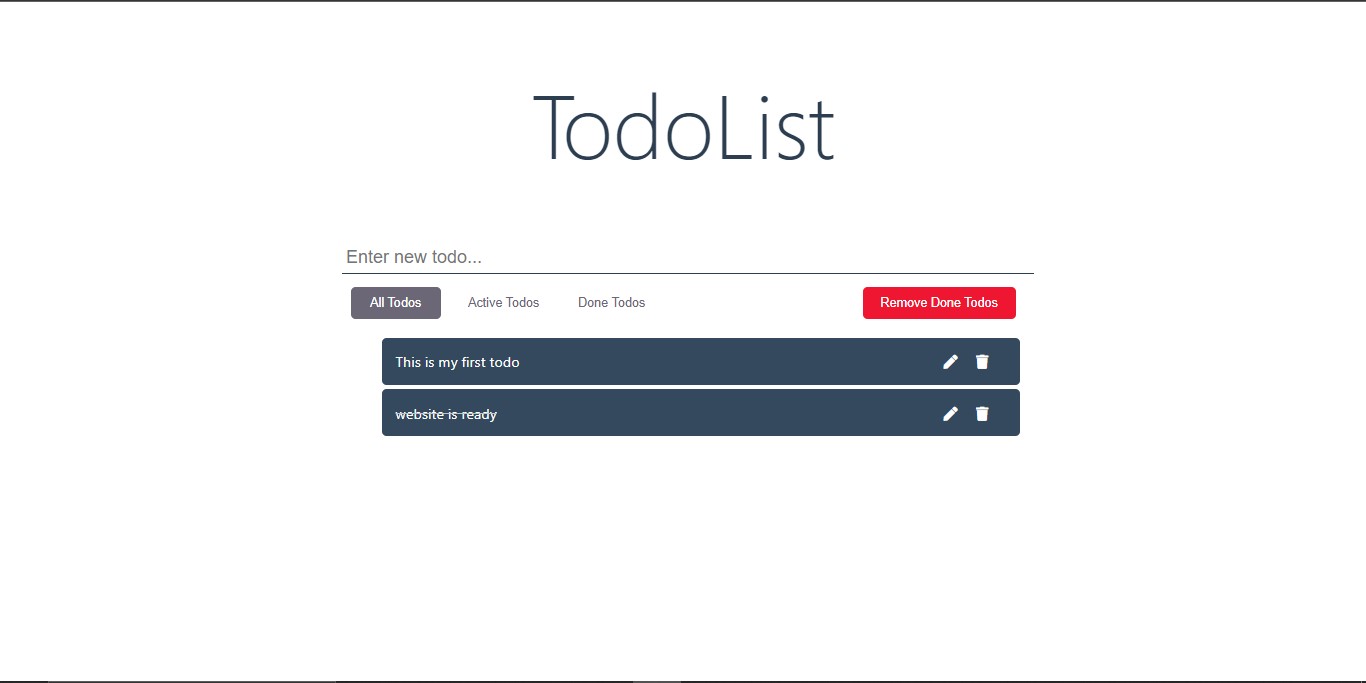 TodoList
Enter new todo...
All Todos Active Todos Done Todos Remove Done Todos
This is my first todo
website is ready